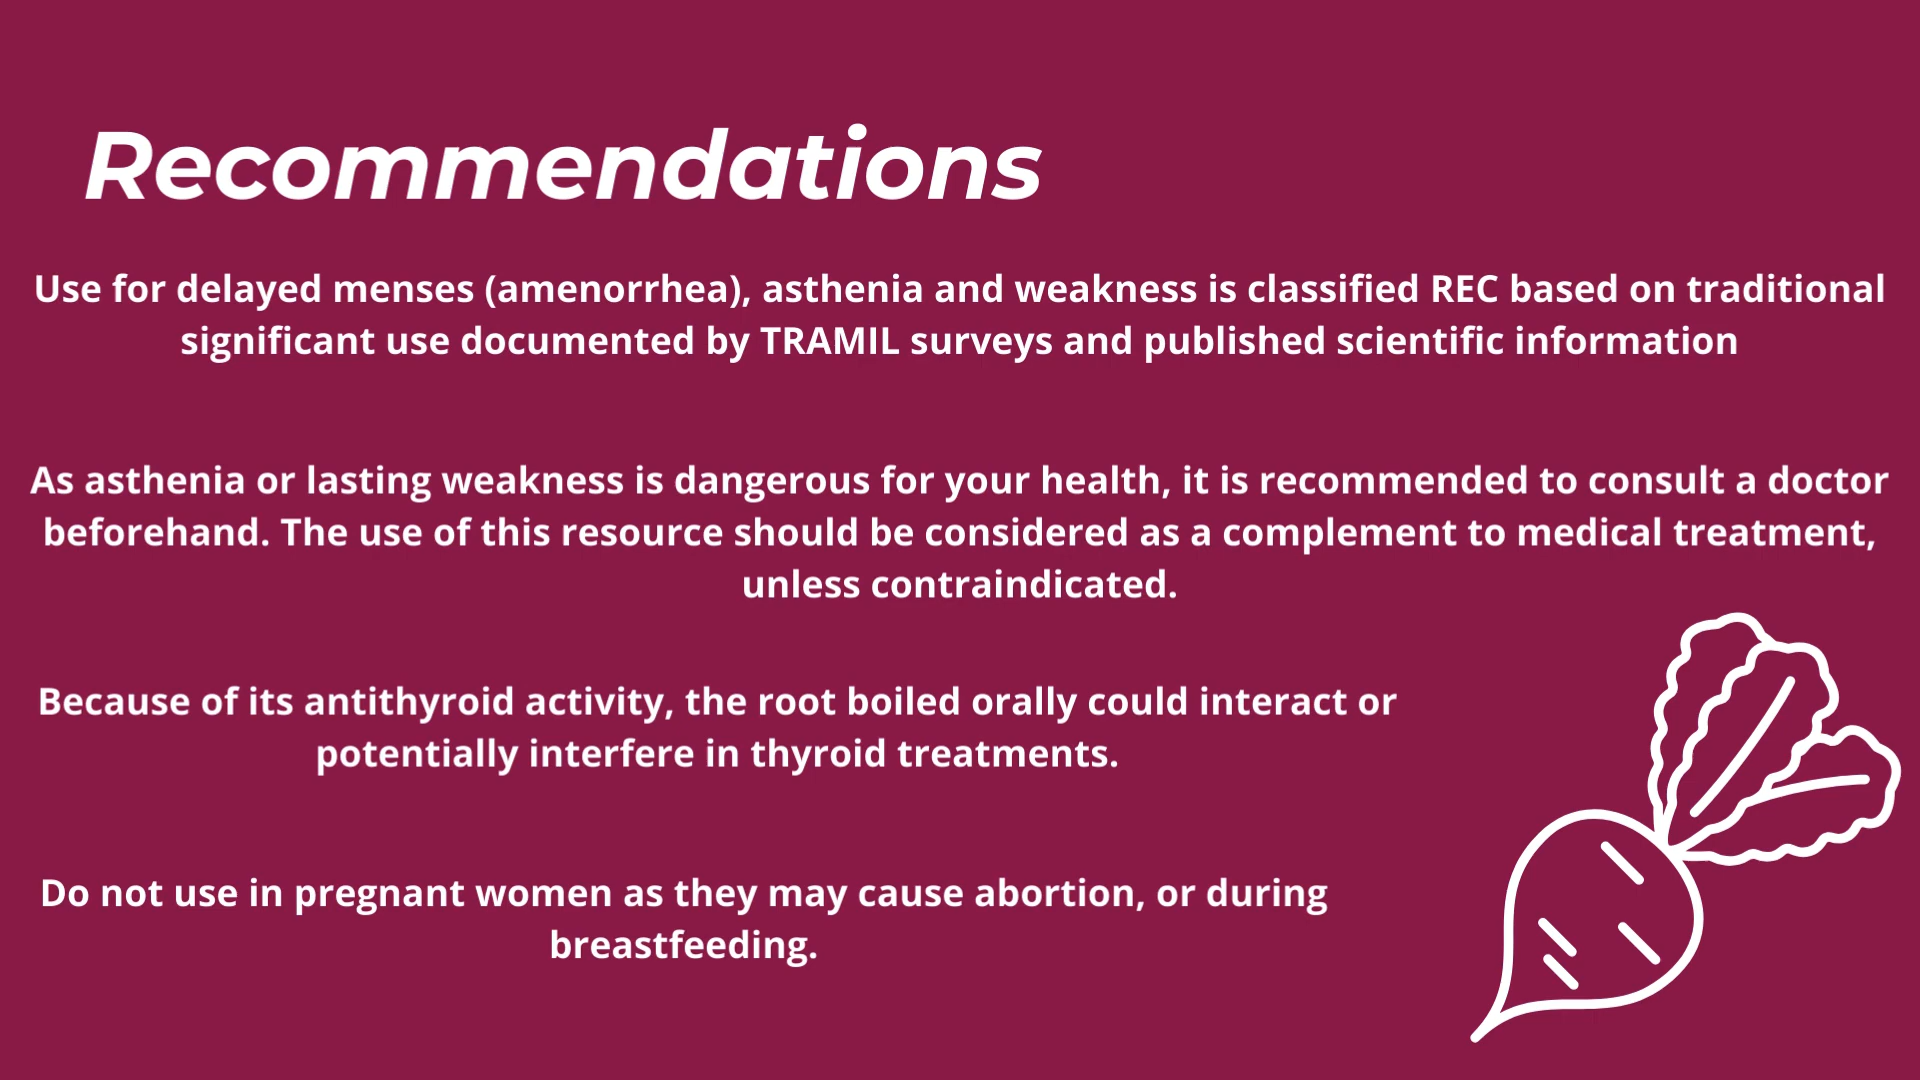 Recommendations
Use for delayed menses (amenorrhea), asthenia and weakness is classified REC based on traditional
significant use documented by TRAMIL surveys and published scientific information
As asthenia or lasting weakness is dangerous for your health, it is recommended to consult a doctor
beforehand. The use of this resource should be considered as a complement to medical treatment,
unless contraindicated.
Because of its antithyroid activity, the root boiled orally could interact or
potentially interfere in thyroid treatments.
Do not use in pregnant women as they may cause abortion, or during
breastfeeding.